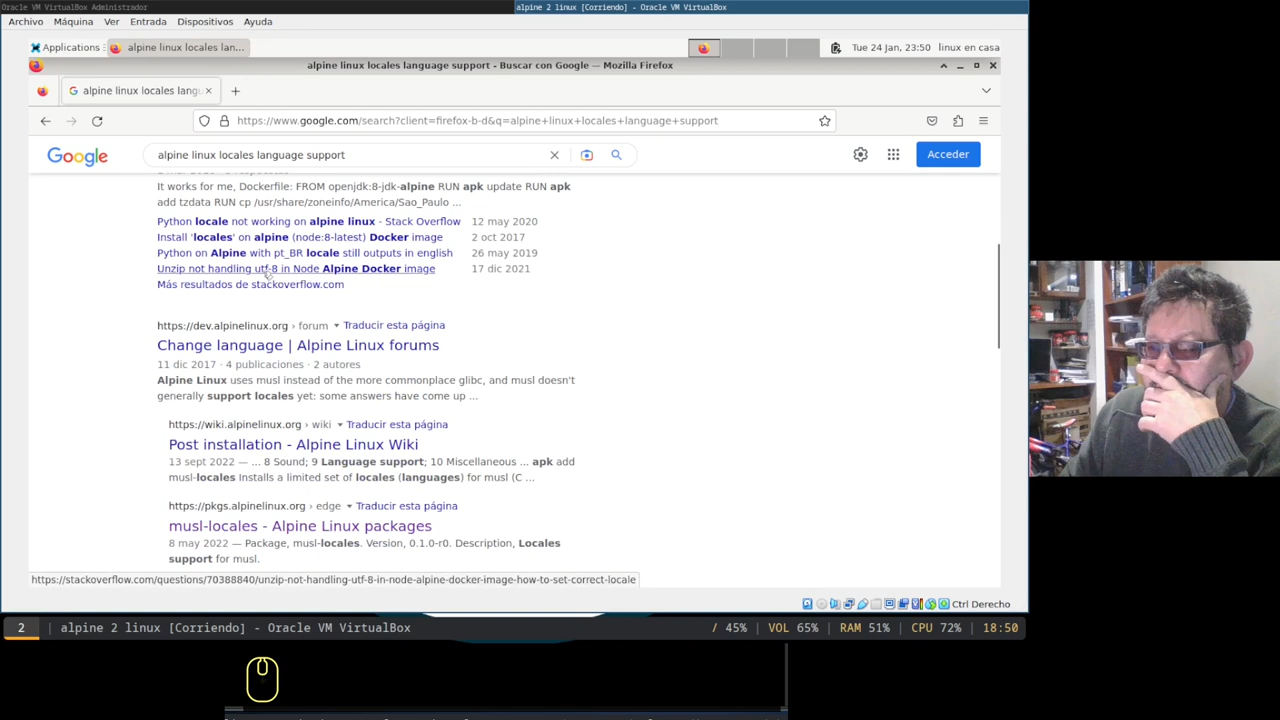 Oracle VM VirtualBox Administrador
alpine 2 linux [Corriendo] - Oracle VM VirtualBox
Archivo Máquina Ver Entrada Dispositivos Ayuda
Applications
alpine linux locales lan...
Tue 24 Jan, 23:50 linux en casa
alpine linux locales language support - Buscar con Google — Mozilla Firefox
alpine linux locales langu
https://www.google.com/search?client=firefox-b-d&q=alpine+linux+locales+language+support
Google
alpine linux locales language support
Acceder
It works for me, Dockerfile: FROM openjdk:8-jdk-alpine RUN apk update RUN apk
add tzdata RUN cp /usr/share/zoneinfo/America/Sao_Paulo ...
Python locale not working on alpine linux - Stack Overflow 12 may 2020
Install 'locales' on alpine (node:8-latest) Docker image 2 oct 2017
Python on Alpine with pt_BR locale still outputs in english 26 may 2019
Unzip not handling utf-8 in Node Alpine Docker image 17 dic 2021
Más resultados de stackoverflow.com
https://dev.alpinelinux.org › forum Traducir esta página
Change language | Alpine Linux forums
11 dic 2017 · 4 publicaciones · 2 autores
Alpine Linux uses musl instead of the more commonplace glibc, and musl doesn't
generally support locales yet: some answers have come up ...
https://wiki.alpinelinux.org › wiki Traducir esta página
Post installation - Alpine Linux Wiki
13 sept 2022 — ... 8 Sound; 9 Language support; 10 Miscellaneous ... apk add
musl-locales Installs a limited set of locales (languages) for musl (C ...
https://pkgs.alpinelinux.org › edge Traducir esta página
musl-locales - Alpine Linux packages
8 may 2022 — Package, musl-locales. Version, 0.1.0-r0. Description, Locales
support for musl.
https://stackoverflow.com/questions/70388840/unzip-not-handling-utf-8-in-node-alpine-docker-image-how-to-set-correct-locale
Ctrl Derecho
2 | alpine 2 linux [Corriendo] - Oracle VM VirtualBox / 45% | VOL 65% | RAM 51% | CPU 72% | 18:50